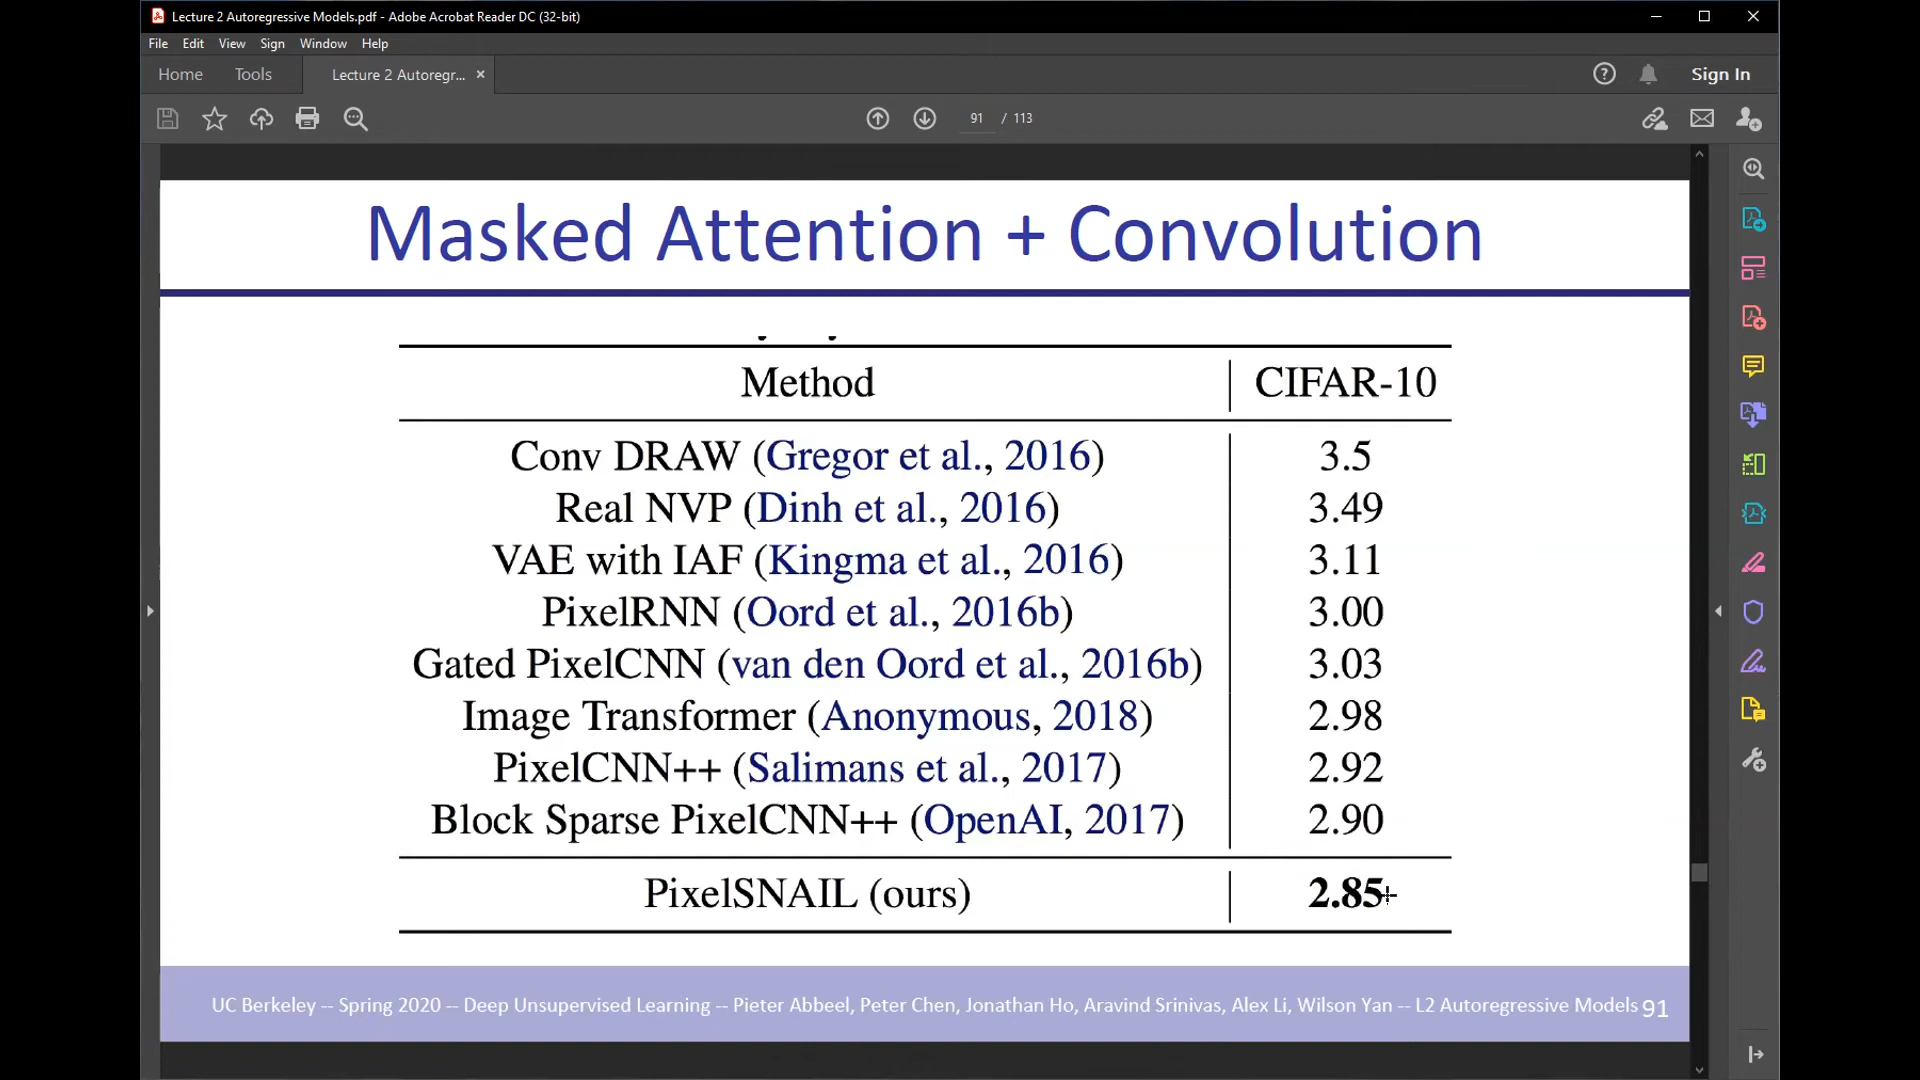 Lecture 2 Autoregressive Models.pdf - Adobe Acrobat Reader DC (32-bit)
File Edit View Sign Window Help
Home Tools Lecture 2 Autoregr... × Sign In
91 / 113
Masked Attention + Convolution
Method CIFAR-10
Conv DRAW (Gregor et al., 2016) 3.5
Real NVP (Dinh et al., 2016) 3.49
VAE with IAF (Kingma et al., 2016) 3.11
PixelRNN (Oord et al., 2016b) 3.00
Gated PixelCNN (van den Oord et al., 2016b) 3.03
Image Transformer (Anonymous, 2018) 2.98
PixelCNN++ (Salimans et al., 2017) 2.92
Block Sparse PixelCNN++ (OpenAI, 2017) 2.90
PixelSNAIL (ours) 2.85
UC Berkeley -- Spring 2020 -- Deep Unsupervised Learning -- Pieter Abbeel, Peter Chen, Jonathan Ho, Aravind Srinivas, Alex Li, Wilson Yan -- L2 Autoregressive Models 91